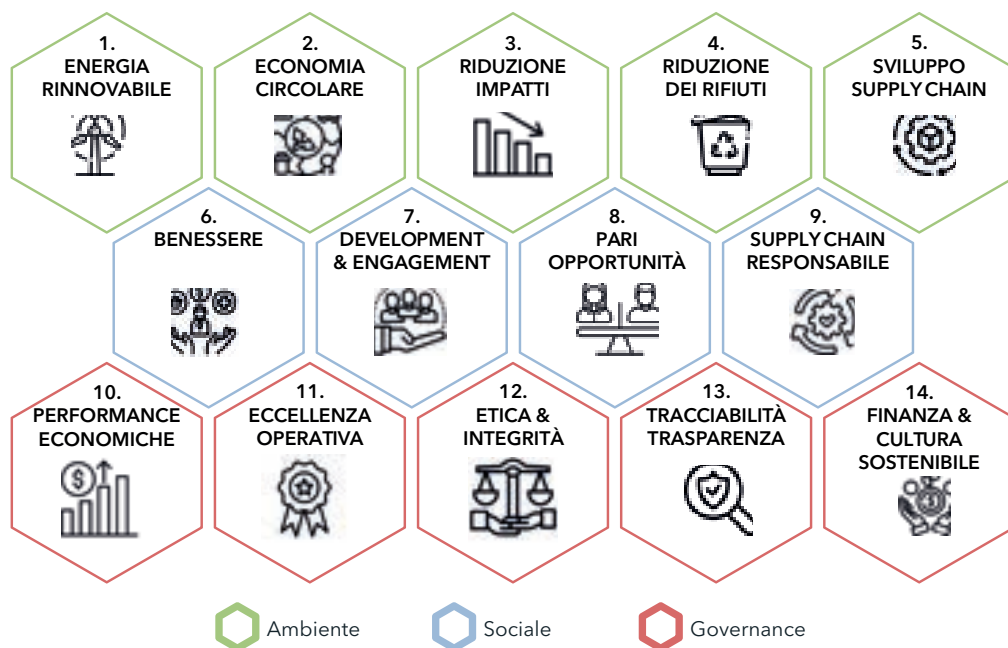 1.
ENERGIA
RINNOVABILE
2.
ECONOMIA
CIRCOLARE
3.
RIDUZIONE
IMPATTI
4.
RIDUZIONE
DEI RIFIUTI
5.
SVILUPPO
SUPPLY CHAIN
6.
BENESSERE
7.
DEVELOPMENT
& ENGAGEMENT
8.
PARI
OPPORTUNITÀ
9.
SUPPLY CHAIN
RESPONSABILE
10.
PERFORMANCE
ECONOMICHE
11.
ECCELLENZA
OPERATIVA
12.
ETICA &
INTEGRITÀ
13.
TRACCIABILITÀ
TRASPARENZA
14.
FINANZA &
CULTURA
SOSTENIBILE
Ambiente
Sociale
Governance